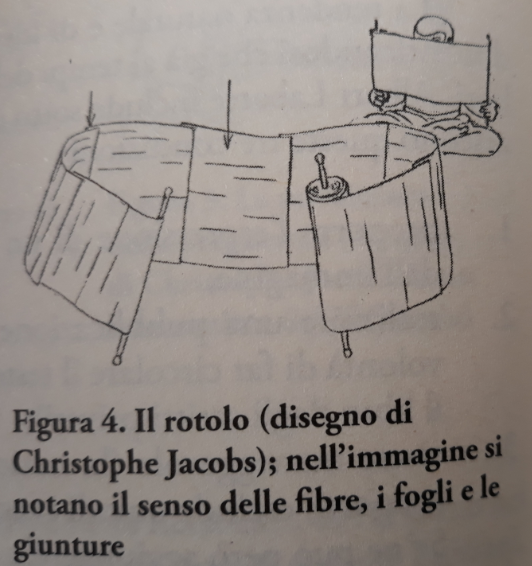 Figura 4. Il rotolo (disegno di
Christophe Jacobs); nell'immagine si
notano il senso delle fibre, i fogli e le
giunture